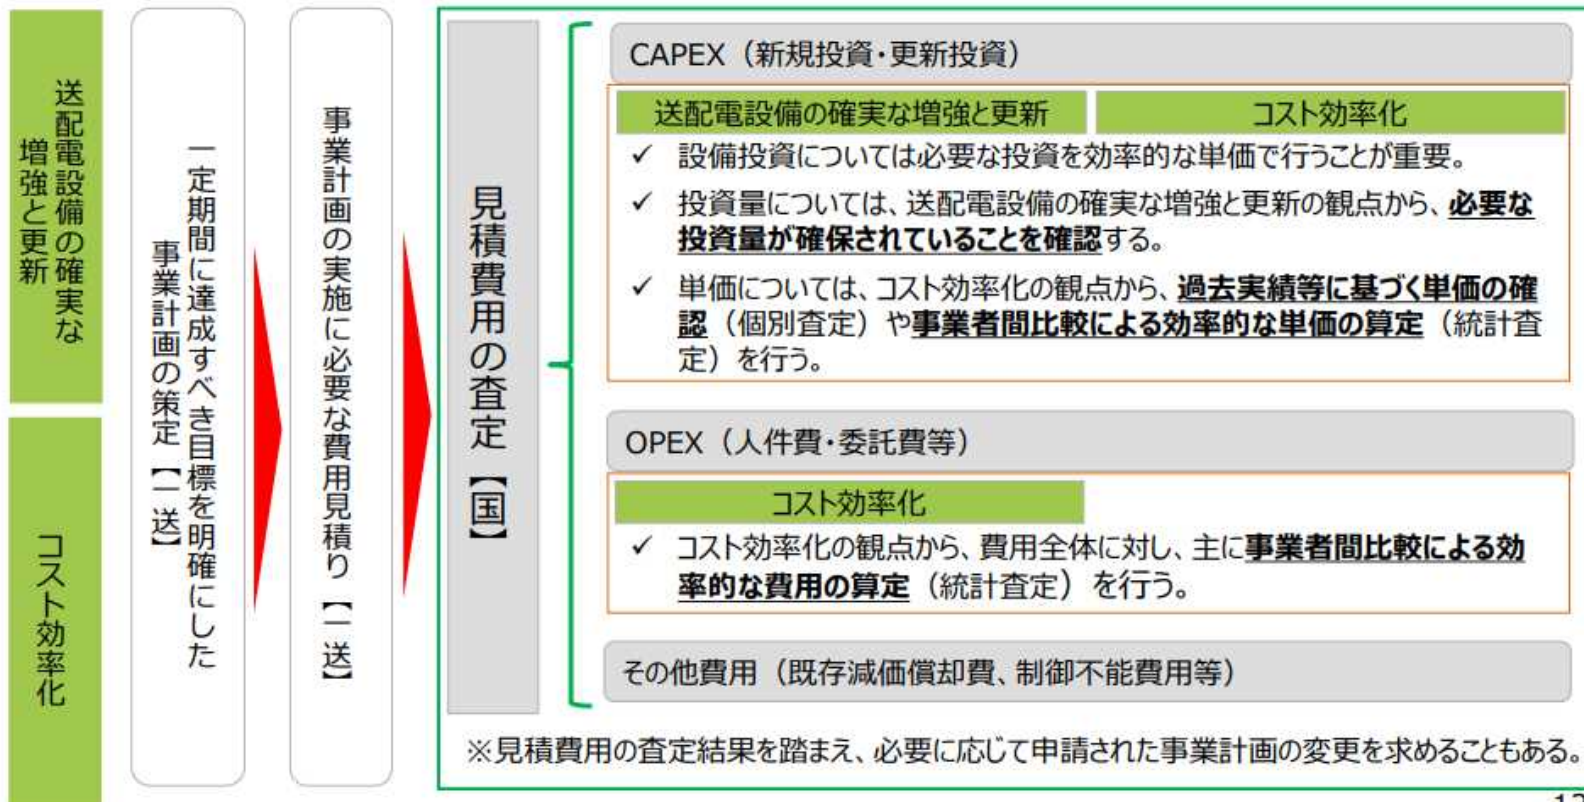 送配電設備の確実な
増強と更新
コスト効率化
一定期間に達成すべき目標を明確にした
事業計画の策定【一送】
事業計画の実施に必要な費用見積り【一送】
見積費用の査定【国】
CAPEX（新規投資・更新投資）
送配電設備の確実な増強と更新
コスト効率化
✓ 設備投資については必要な投資を効率的な単価で行うことが重要。
✓ 投資量については、送配電設備の確実な増強と更新の観点から、必要な
投資量が確保されていることを確認する。
✓ 単価については、コスト効率化の観点から、過去実績等に基づく単価の確
認（個別査定）や事業者間比較による効率的な単価の算定（統計査
定）を行う。
OPEX（人件費・委託費等）
コスト効率化
✓ コスト効率化の観点から、費用全体に対し、主に事業者間比較による効
率的な費用の算定（統計査定）を行う。
その他費用（既存減価償却費、制御不能費用等）
※見積費用の査定結果を踏まえ、必要に応じて申請された事業計画の変更を求めることもある。